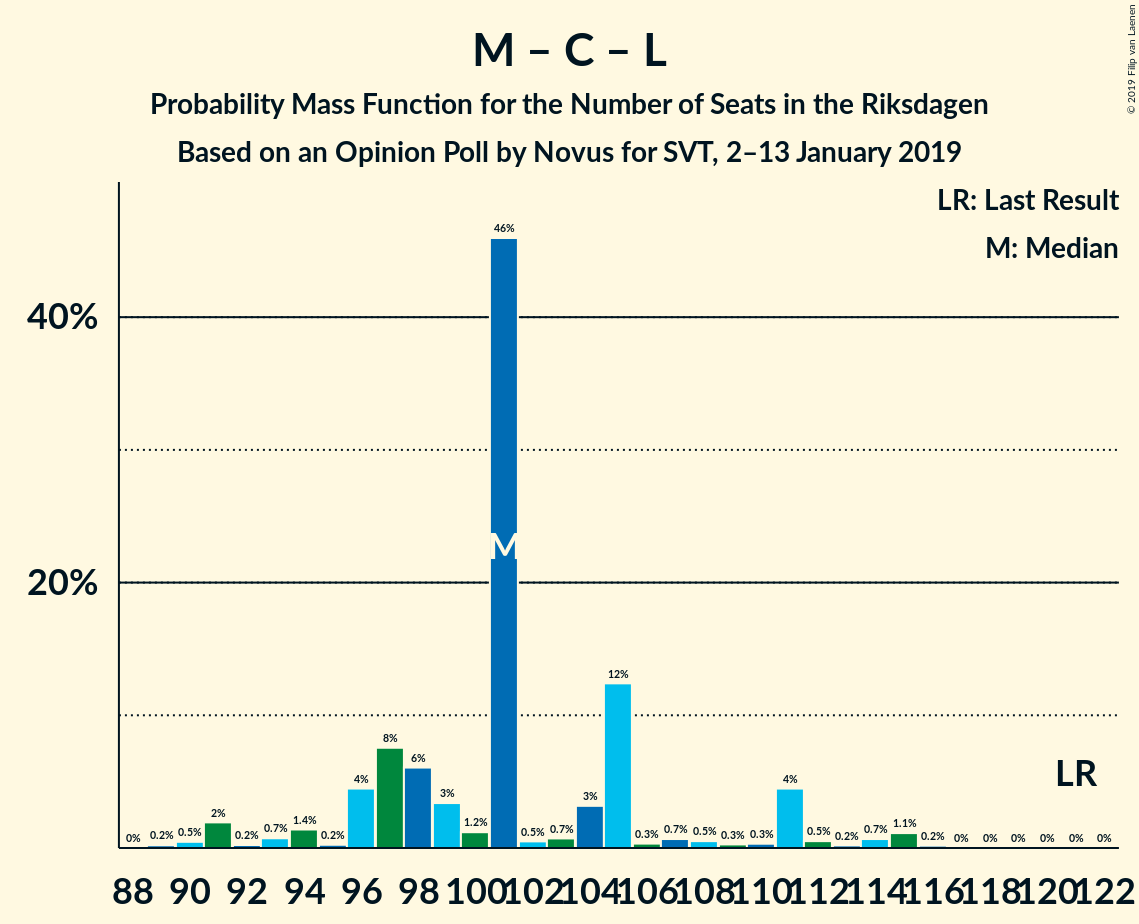 M – C – L
Probability Mass Function for the Number of Seats in the Riksdagen
Based on an Opinion Poll by Novus for SVT, 2–13 January 2019
© 2019 Filip van Laenen
LR: Last Result
M: Median
40%
20%
0% 0.2% 0.5% 2% 0.2% 0.7% 1.4% 0.2% 4% 8% 6% 3% 1.2% 46% 0.5% 0.7% 3% 12% 0.3% 0.7% 0.5% 0.3% 0.3% 4% 0.5% 0.2% 0.7% 1.1% 0.2% 0% 0% 0% 0% 0% 0%
M
LR
88 90 92 94 96 98 100 102 104 106 108 110 112 114 116 118 120 122